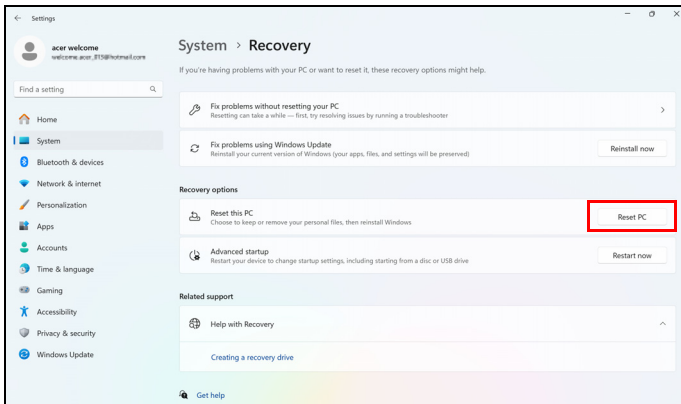 Settings
acer welcome
welcome.acer_815@hotmail.com
Find a setting
Home
System
Bluetooth & devices
Network & internet
Personalization
Apps
Accounts
Time & language
Gaming
Accessibility
Privacy & security
Windows Update
System > Recovery
If you're having problems with your PC or want to reset it, these recovery options might help.
Fix problems without resetting your PC
Resetting can take a while — first, try resolving issues by running a troubleshooter
Fix problems using Windows Update
Reinstall your current version of Windows (your apps, files, and settings will be preserved)
Reinstall now
Recovery options
Reset this PC
Choose to keep or remove your personal files, then reinstall Windows
Reset PC
Advanced startup
Restart your device to change startup settings, including starting from a disc or USB drive
Restart now
Related support
Help with Recovery
Creating a recovery drive
Get help